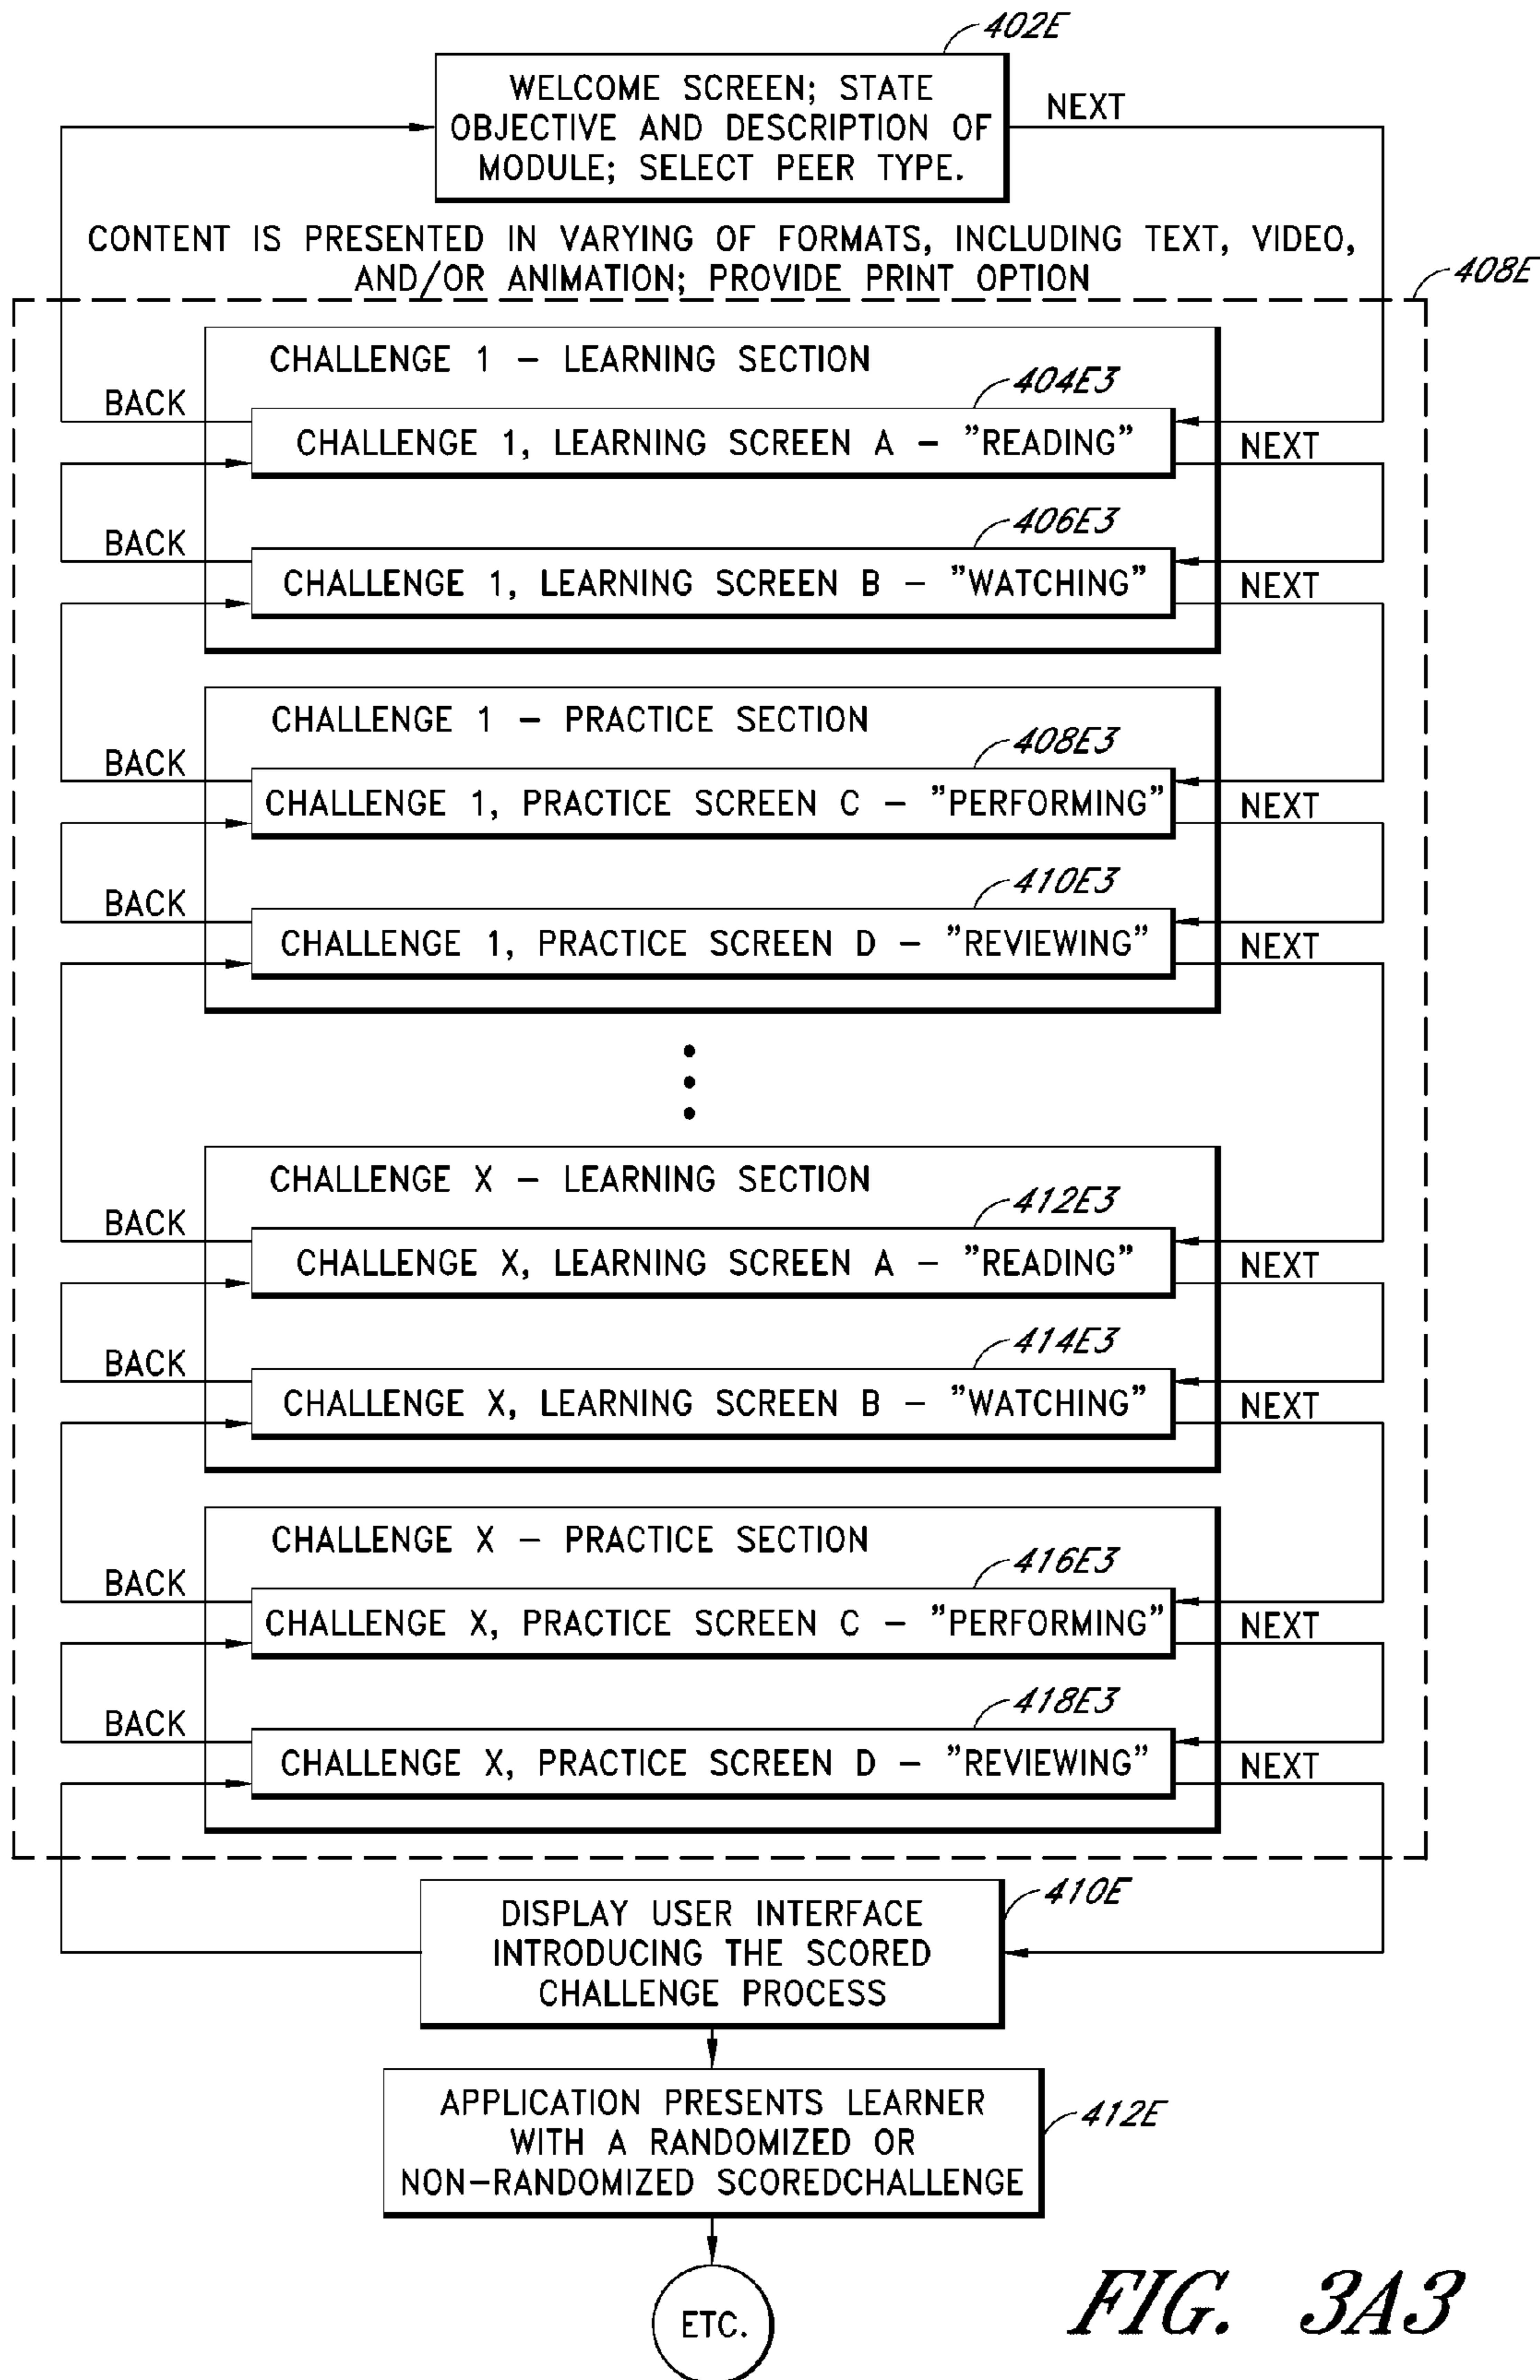 402E
WELCOME SCREEN; STATE
OBJECTIVE AND DESCRIPTION OF
MODULE; SELECT PEER TYPE.
NEXT
CONTENT IS PRESENTED IN VARYING OF FORMATS, INCLUDING TEXT, VIDEO,
AND/OR ANIMATION; PROVIDE PRINT OPTION
408E
CHALLENGE 1 – LEARNING SECTION
404E3
BACK
CHALLENGE 1, LEARNING SCREEN A – "READING"
NEXT
406E3
BACK
CHALLENGE 1, LEARNING SCREEN B – "WATCHING"
NEXT
CHALLENGE 1 – PRACTICE SECTION
408E3
BACK
CHALLENGE 1, PRACTICE SCREEN C – "PERFORMING"
NEXT
410E3
BACK
CHALLENGE 1, PRACTICE SCREEN D – "REVIEWING"
NEXT
CHALLENGE X – LEARNING SECTION
412E3
BACK
CHALLENGE X, LEARNING SCREEN A – "READING"
NEXT
414E3
BACK
CHALLENGE X, LEARNING SCREEN B – "WATCHING"
NEXT
CHALLENGE X – PRACTICE SECTION
416E3
BACK
CHALLENGE X, PRACTICE SCREEN C – "PERFORMING"
NEXT
418E3
BACK
CHALLENGE X, PRACTICE SCREEN D – "REVIEWING"
NEXT
410E
DISPLAY USER INTERFACE
INTRODUCING THE SCORED
CHALLENGE PROCESS
412E
APPLICATION PRESENTS LEARNER
WITH A RANDOMIZED OR
NON–RANDOMIZED SCOREDCHALLENGE
ETC.
FIG. 3A3